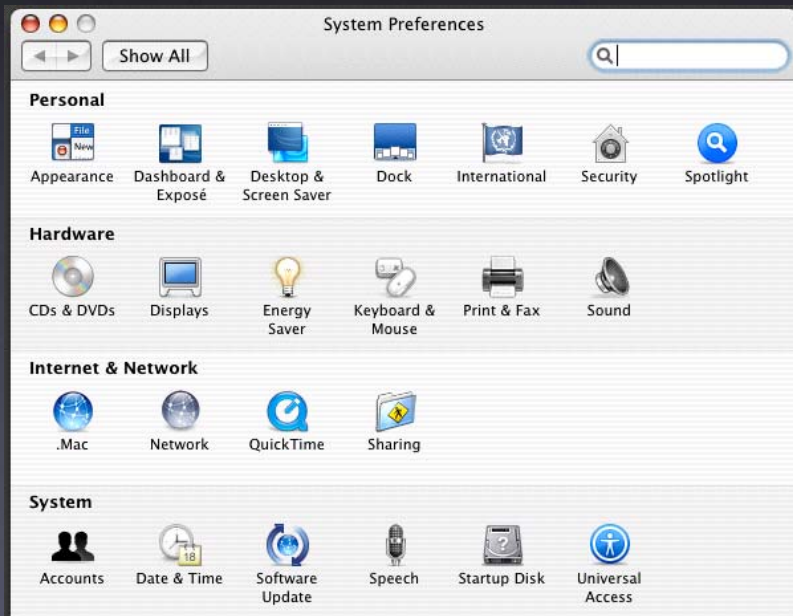 System Preferences
Show All
Personal
File
New
Appearance
Dashboard &
Exposé
Desktop &
Screen Saver
Dock
International
Security
Spotlight
Hardware
CDs & DVDs
Displays
Energy
Saver
Keyboard &
Mouse
Print & Fax
Sound
Internet & Network
.Mac
Network
QuickTime
Sharing
System
18
?
Accounts
Date & Time
Software
Update
Speech
Startup Disk
Universal
Access